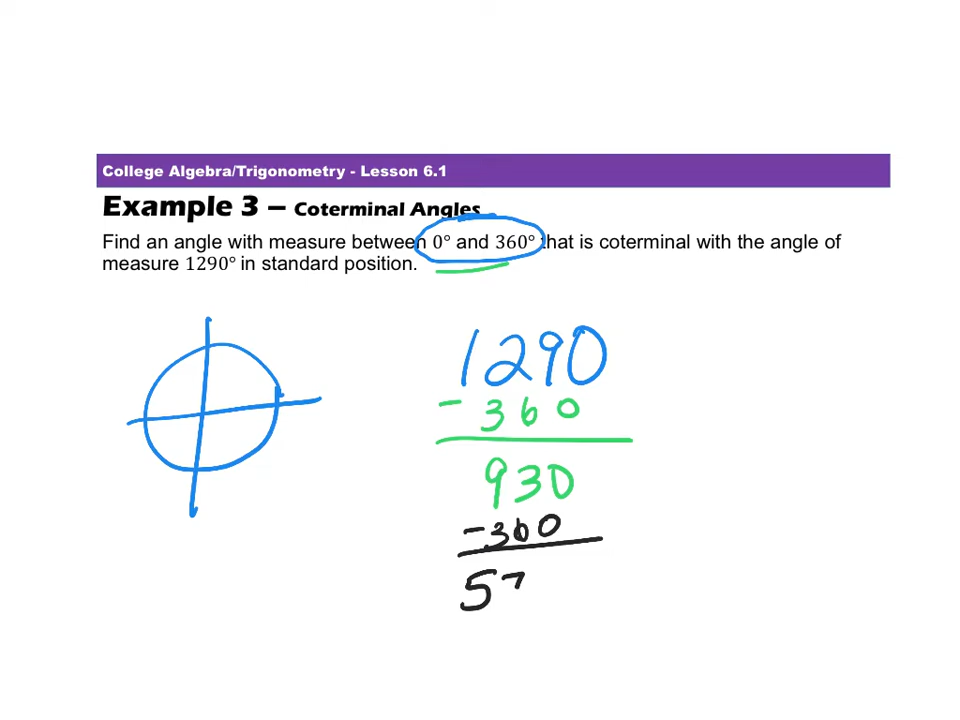 College Algebra/Trigonometry - Lesson 6.1
Example 3 – Coterminal Angles
Find an angle with measure between 0° and 360° that is coterminal with the angle of
measure 1290° in standard position.
1290
- 360
930
- 360
57